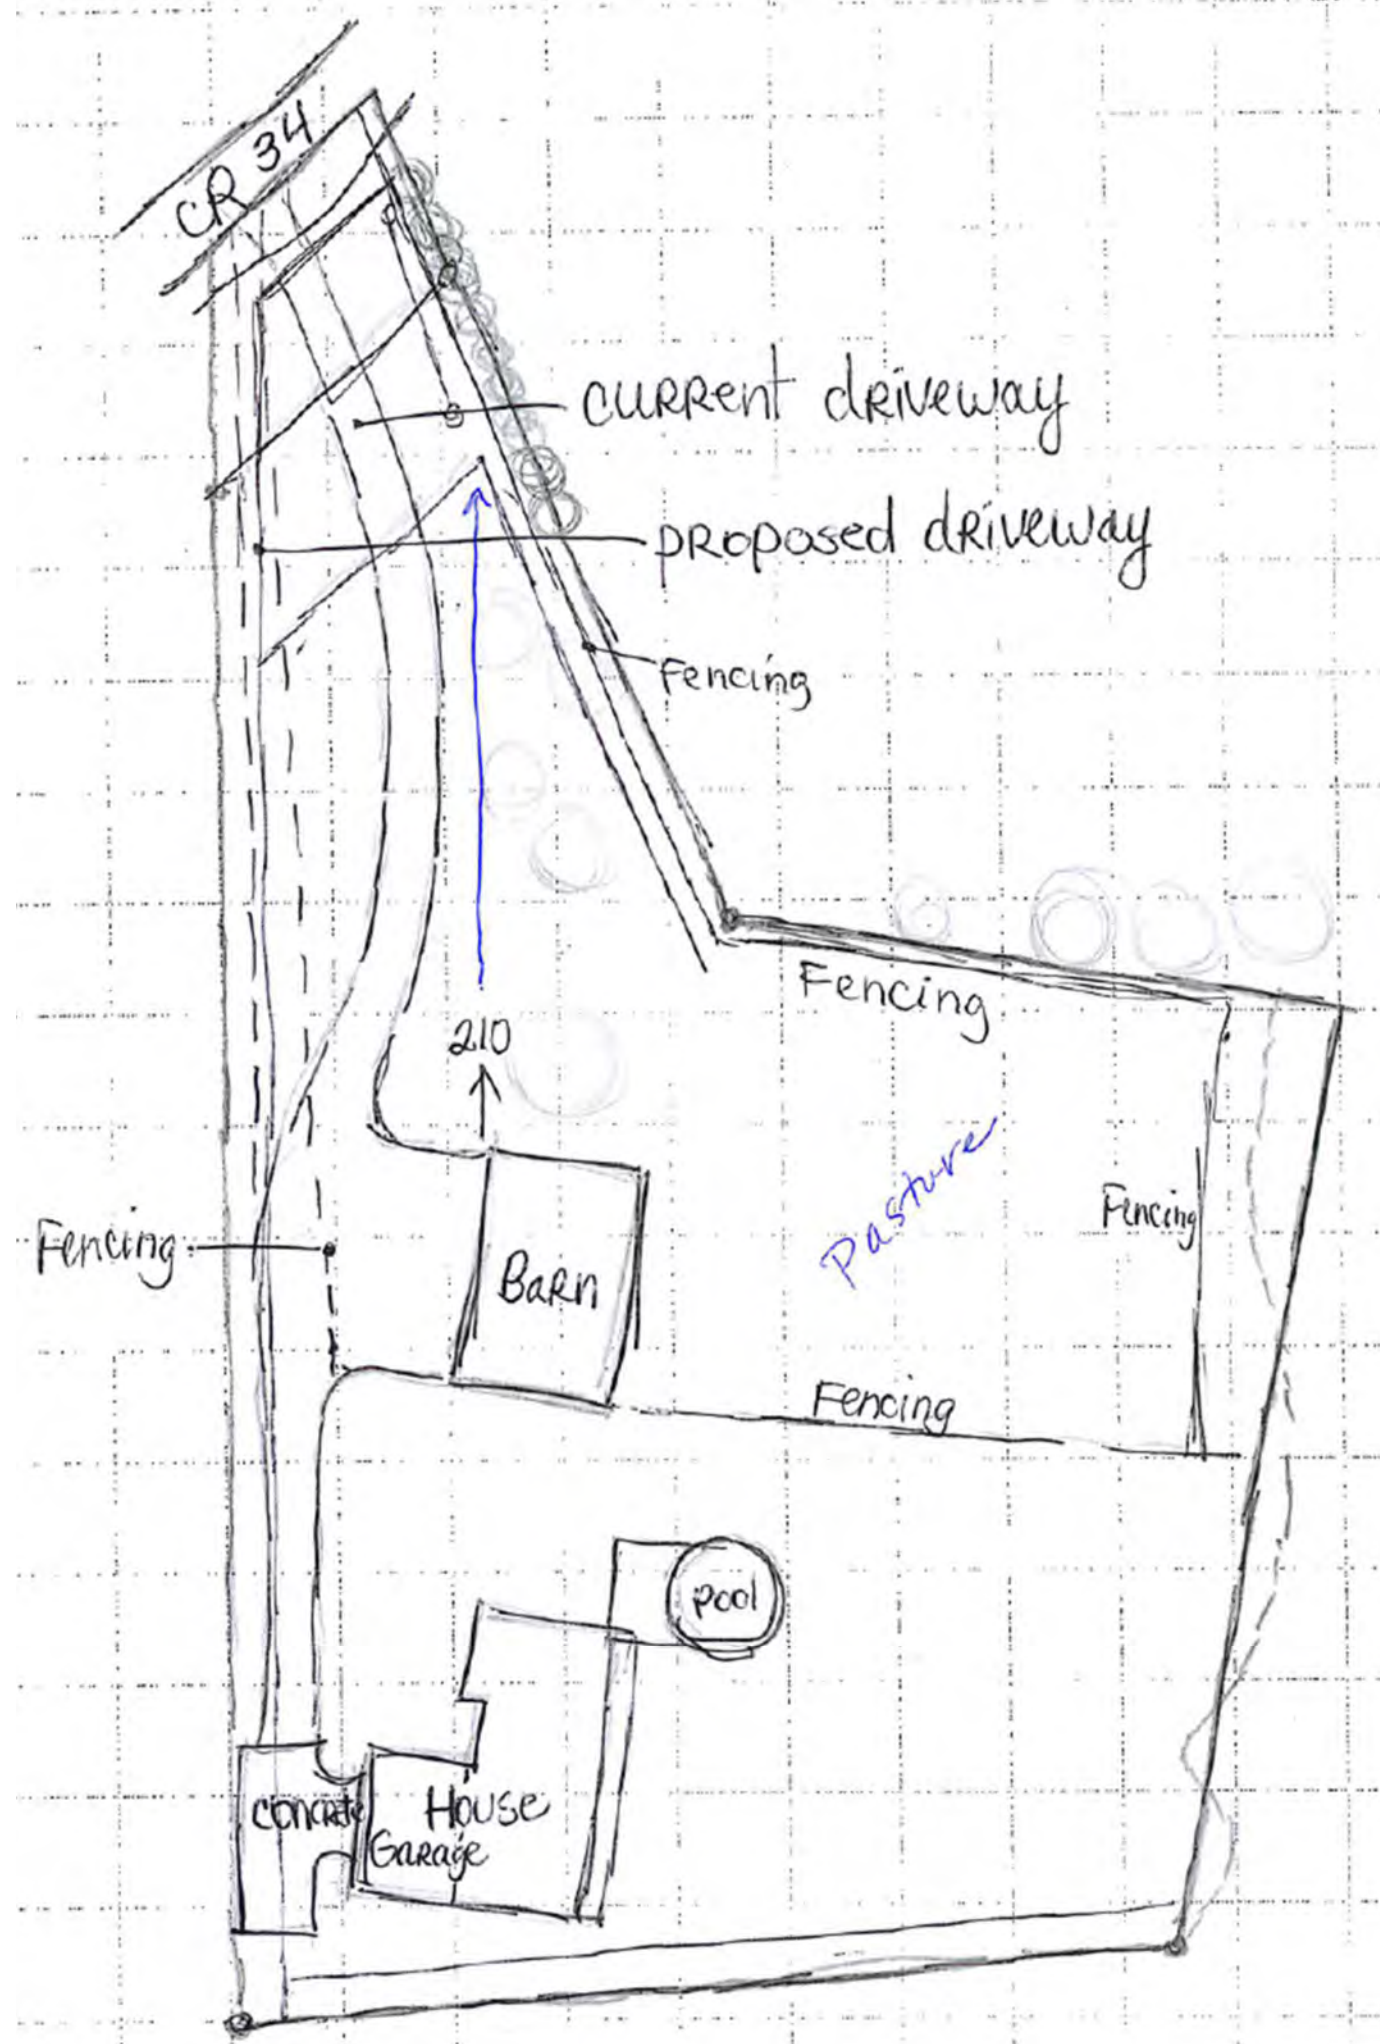 CR 34
CURRent dRiveway
pRoposed dRiveway
Fencing
Fencing
210
Pasture
Fencing
Fencing
BaRn
Fencing
pool
CONCRete
House
GaRage